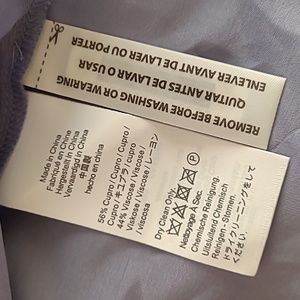 REMOVE BEFORE WASHING OR WEARING
QUITAR ANTES DE LAVAR O USAR
ENLEVER AVANT DE LAVER OU PORTER
Made in China
Fabriqué en Chine
Hergestellt in China
Vervaardigd in China
中国製
hecho en china
56% Cupro / Cupro / Cupro /
Cupro / キュプラ / cupro
44% Viscose / Viscose /
Viskose / Viscose / レーヨン /
viscosa
Dry Clean Only.
Nettoyage À Sec.
Chemische Reinigung.
Uitsluitend Chemisch
Reinigen - Stomen.
ドライクリーニングをして
ください。